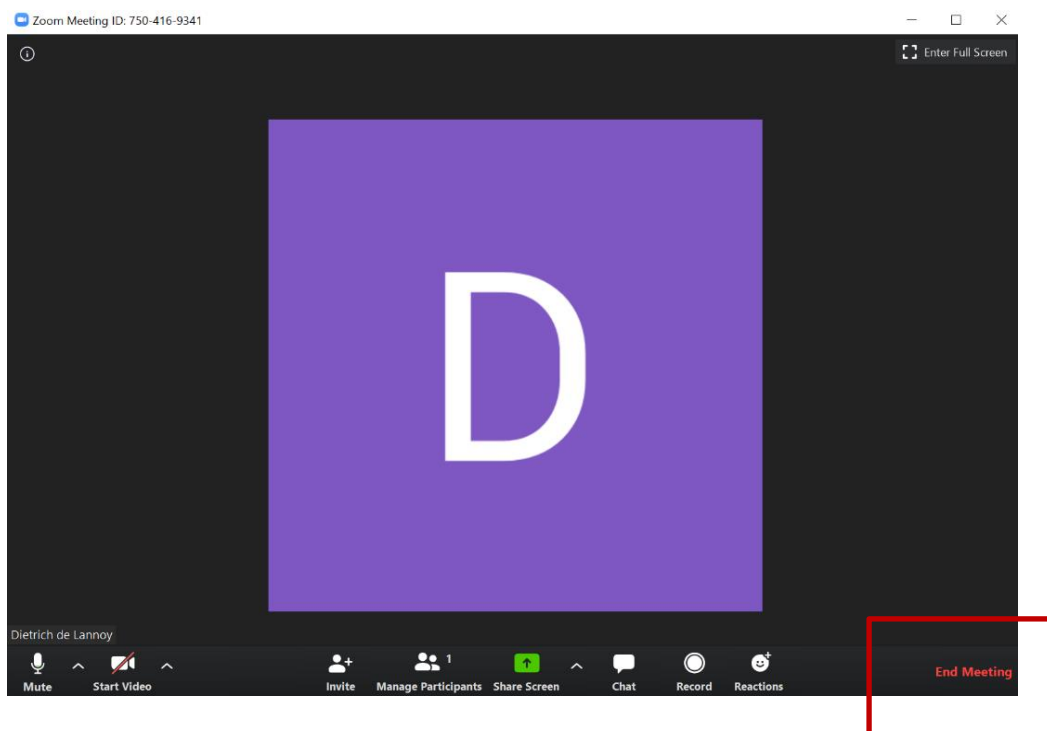 Zoom Meeting ID: 750-416-9341
Enter Full Screen
D
Dietrich de Lannoy
Mute Start Video Invite Manage Participants 1 Share Screen Chat Record Reactions End Meeting